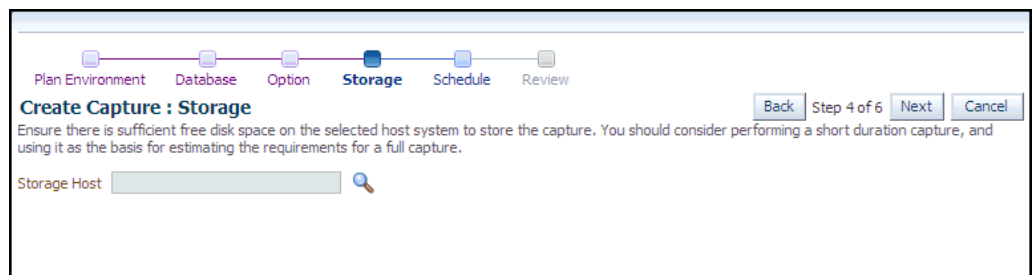 Plan Environment Database Option Storage Schedule Review
Create Capture : Storage
Back Step 4 of 6 Next Cancel
Ensure there is sufficient free disk space on the selected host system to store the capture. You should consider performing a short duration capture, and
using it as the basis for estimating the requirements for a full capture.
Storage Host